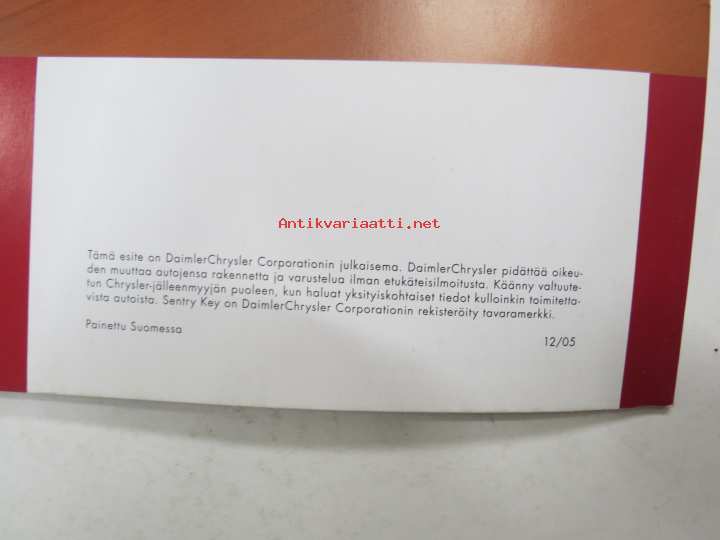 Antikvariaatti.net
Tämä esite on DaimlerChrysler Corporationin julkaisema. DaimlerChrysler pidättää oikeu-
den muuttaa autojensa rakennetta ja varustelua ilman etukäteisilmoitusta. Käänny valtuute-
tun Chrysler-jälleenmyyjän puoleen, kun haluat yksityiskohtaiset tiedot kulloinkin toimitetta-
vista autoista. Sentry Key on DaimlerChrysler Corporationin rekisteröity tavaramerkki.
Painettu Suomessa
12/05